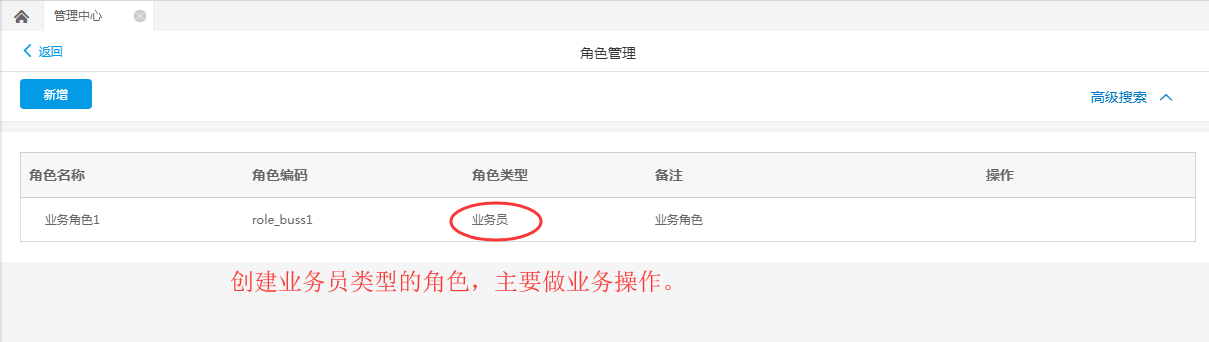 管理中心
返回
角色管理
新增
高级搜索
角色名称 角色编码 角色类型 备注 操作
业务角色1 role_buss1 业务员 业务角色
创建业务员类型的角色，主要做业务操作。